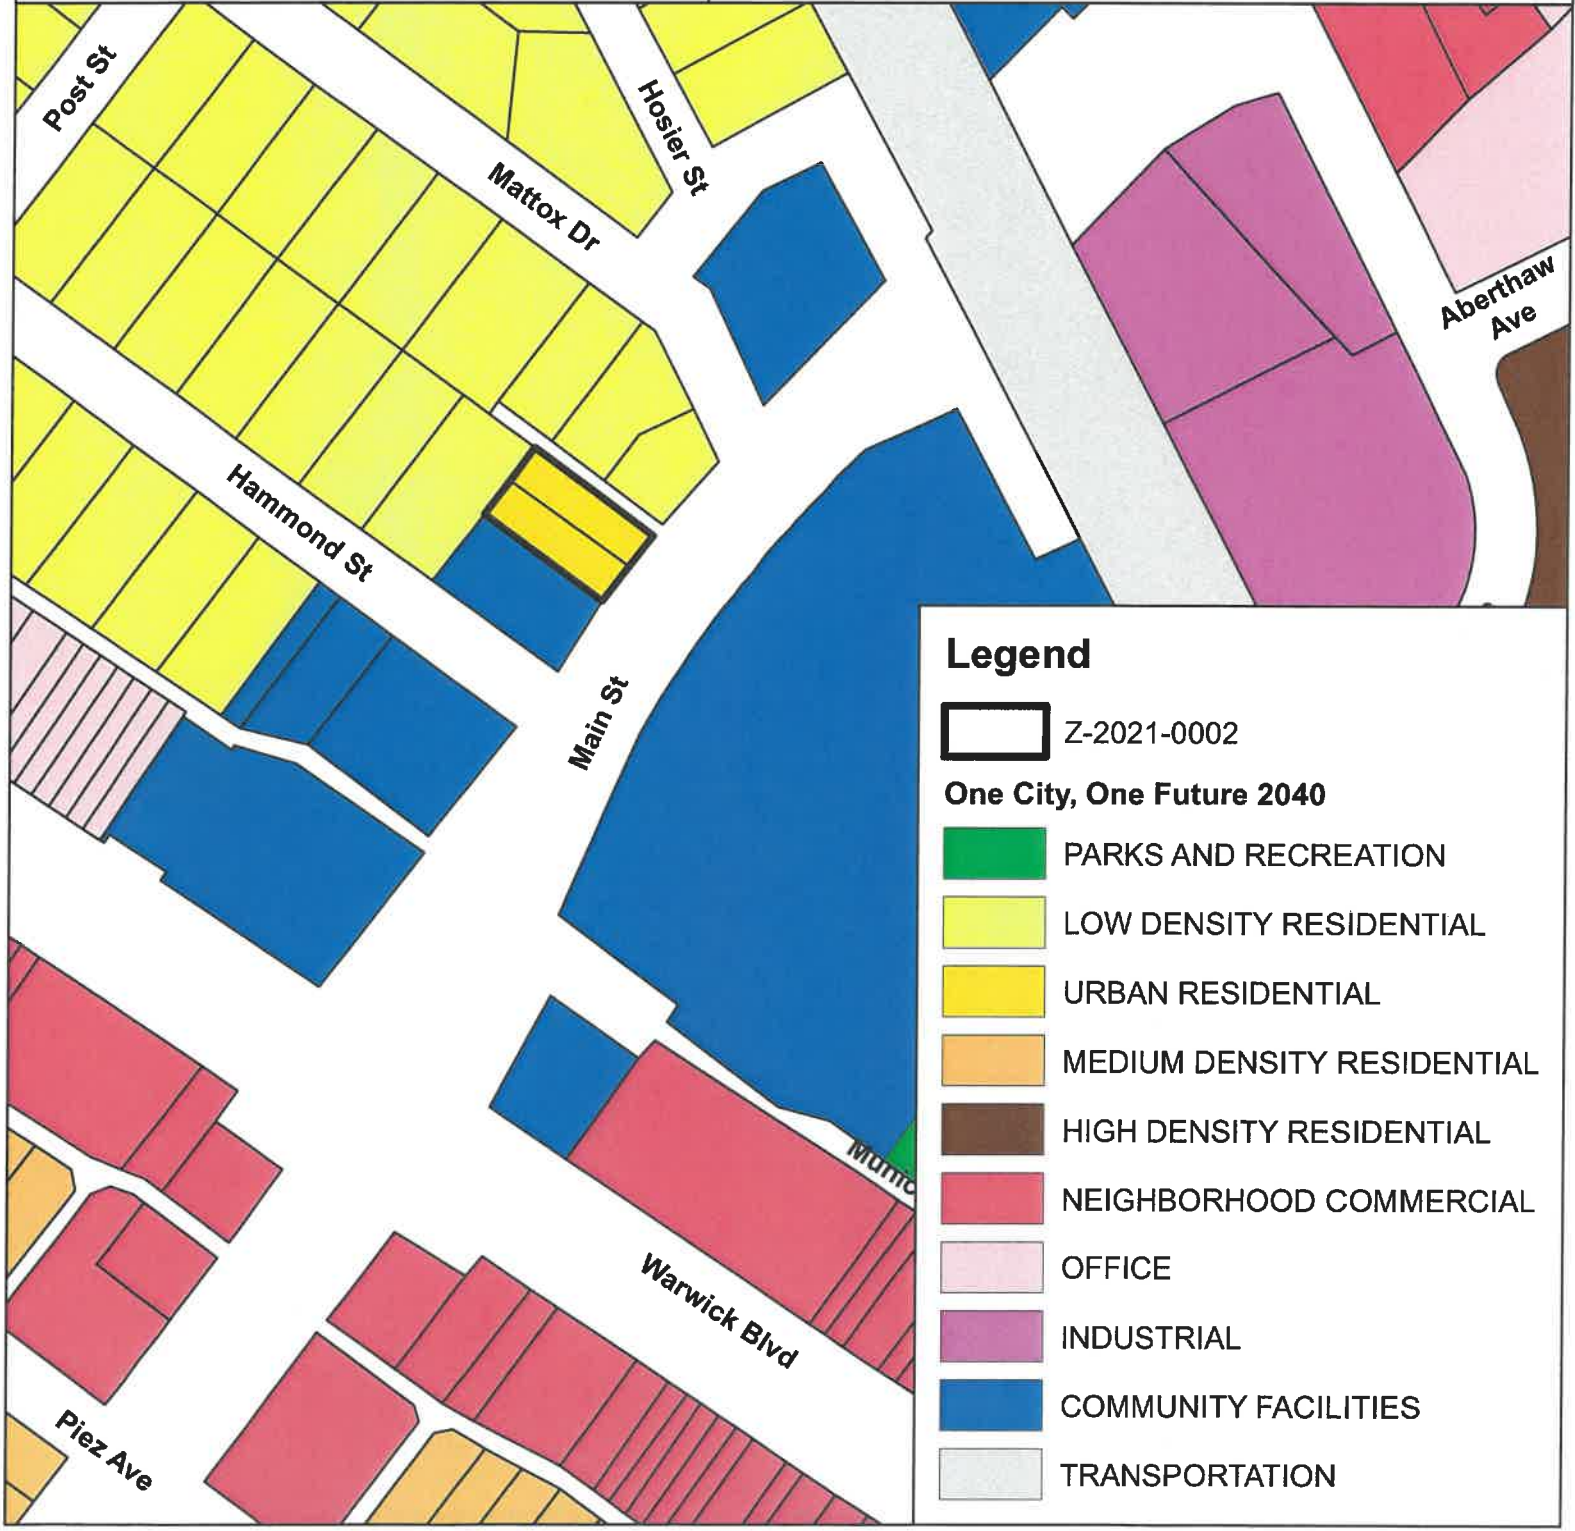 Post St
Hosier St
Mattox Dr
Aberthaw
Ave
Hammond St
Main St
Legend
Z-2021-0002
One City, One Future 2040
PARKS AND RECREATION
LOW DENSITY RESIDENTIAL
URBAN RESIDENTIAL
MEDIUM DENSITY RESIDENTIAL
HIGH DENSITY RESIDENTIAL
NEIGHBORHOOD COMMERCIAL
OFFICE
INDUSTRIAL
COMMUNITY FACILITIES
TRANSPORTATION
Munic
Warwick Blvd
Piez Ave